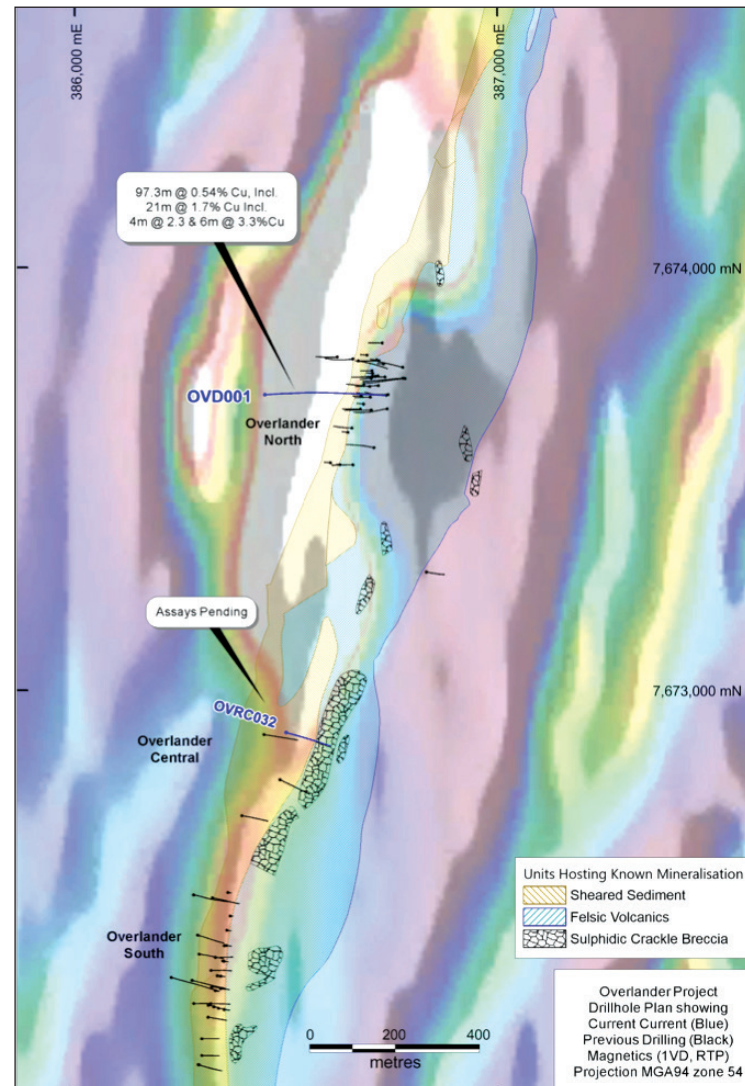 386,000 mE
387,000 mE
97.3m @ 0.54% Cu, Incl.
21m @ 1.7% Cu Incl.
4m @ 2.3 & 6m @ 3.3%Cu
7,674,000 mN
OVD001
Overlander
North
Assays Pending
7,673,000 mN
OVRC032
Overlander
Central
Overlander
South
Units Hosting Known Mineralisation
Sheared Sediment
Felsic Volcanics
Sulphidic Crackle Breccia
Overlander Project
Drillhole Plan showing
Current Current (Blue)
Previous Drilling (Black)
Magnetics (1VD, RTP)
Projection MGA94 zone 54
0 200 400
metres